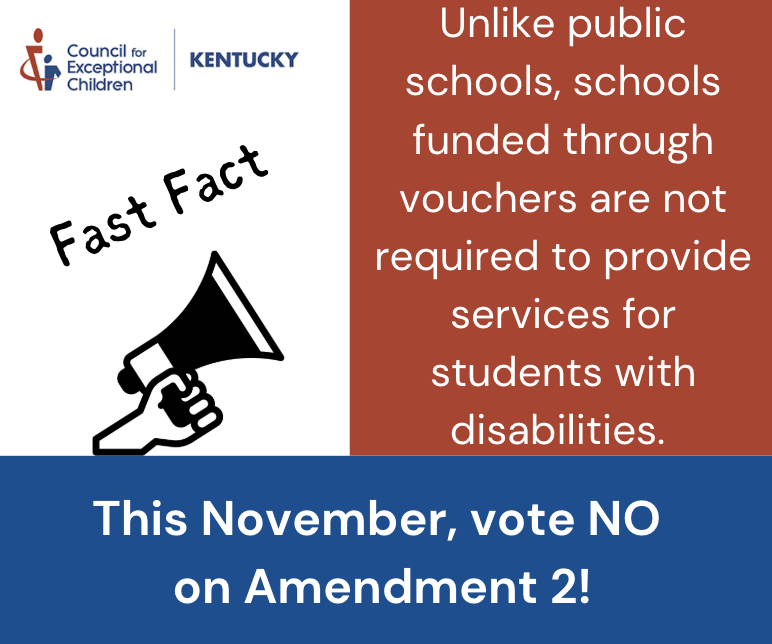 Council for
Exceptional
Children
KENTUCKY
Fast Fact
Unlike public
schools, schools
funded through
vouchers are not
required to provide
services for
students with
disabilities.
This November, vote NO
on Amendment 2!